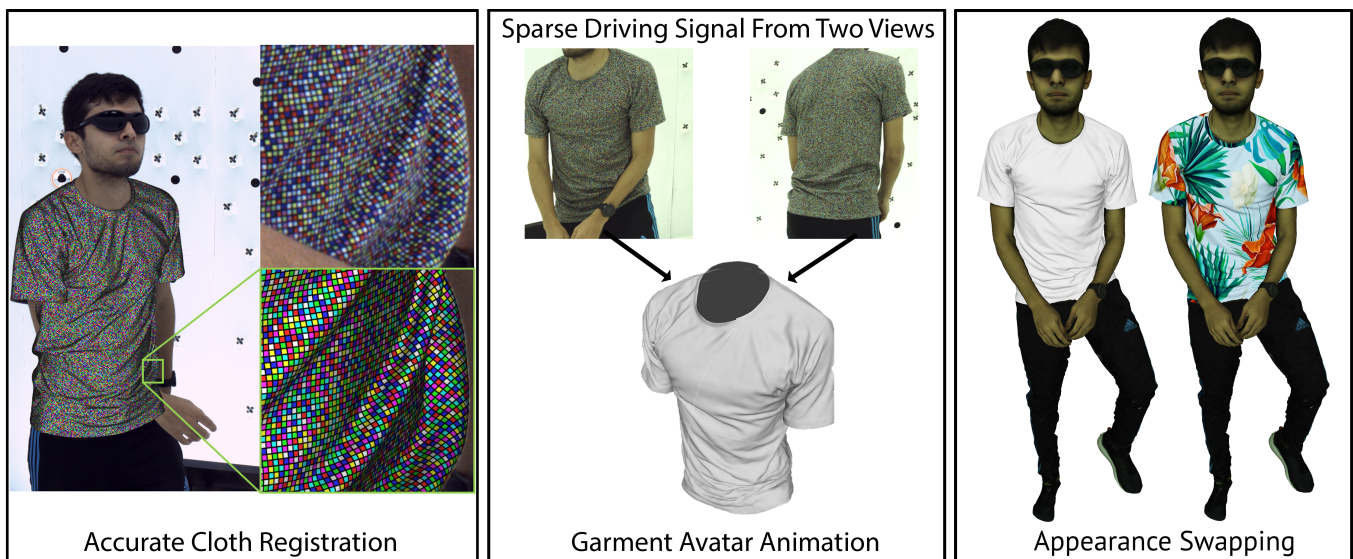 Sparse Driving Signal From Two Views
Accurate Cloth Registration
Garment Avatar Animation
Appearance Swapping